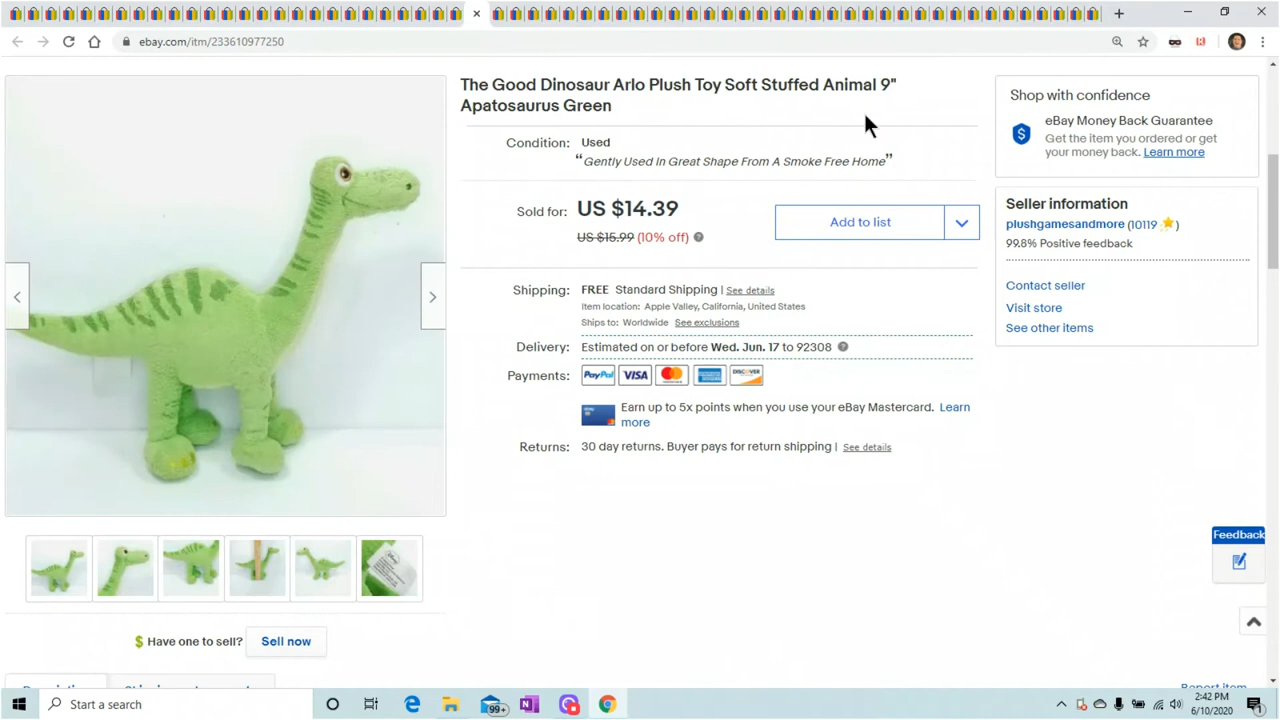 ebay.com/itm/233610977250
The Good Dinosaur Arlo Plush Toy Soft Stuffed Animal 9"
Apatosaurus Green
Condition: Used
“Gently Used In Great Shape From A Smoke Free Home”
Sold for: US $14.39
US $15.99 (10% off)
Add to list
Shipping: FREE Standard Shipping | See details
Item location: Apple Valley, California, United States
Ships to: Worldwide See exclusions
Delivery: Estimated on or before Wed. Jun. 17 to 92308
Payments: PayPal VISA
DISCOVER
Earn up to 5x points when you use your eBay Mastercard. Learn
more
Returns: 30 day returns. Buyer pays for return shipping | See details
Shop with confidence
eBay Money Back Guarantee
Get the item you ordered or get
your money back. Learn more
Seller information
plushgamesandmore (10119 )
99.8% Positive feedback
Contact seller
Visit store
See other items
Feedback
Have one to sell? Sell now
Report item
Start a search
99+
2:42 PM
6/10/2020